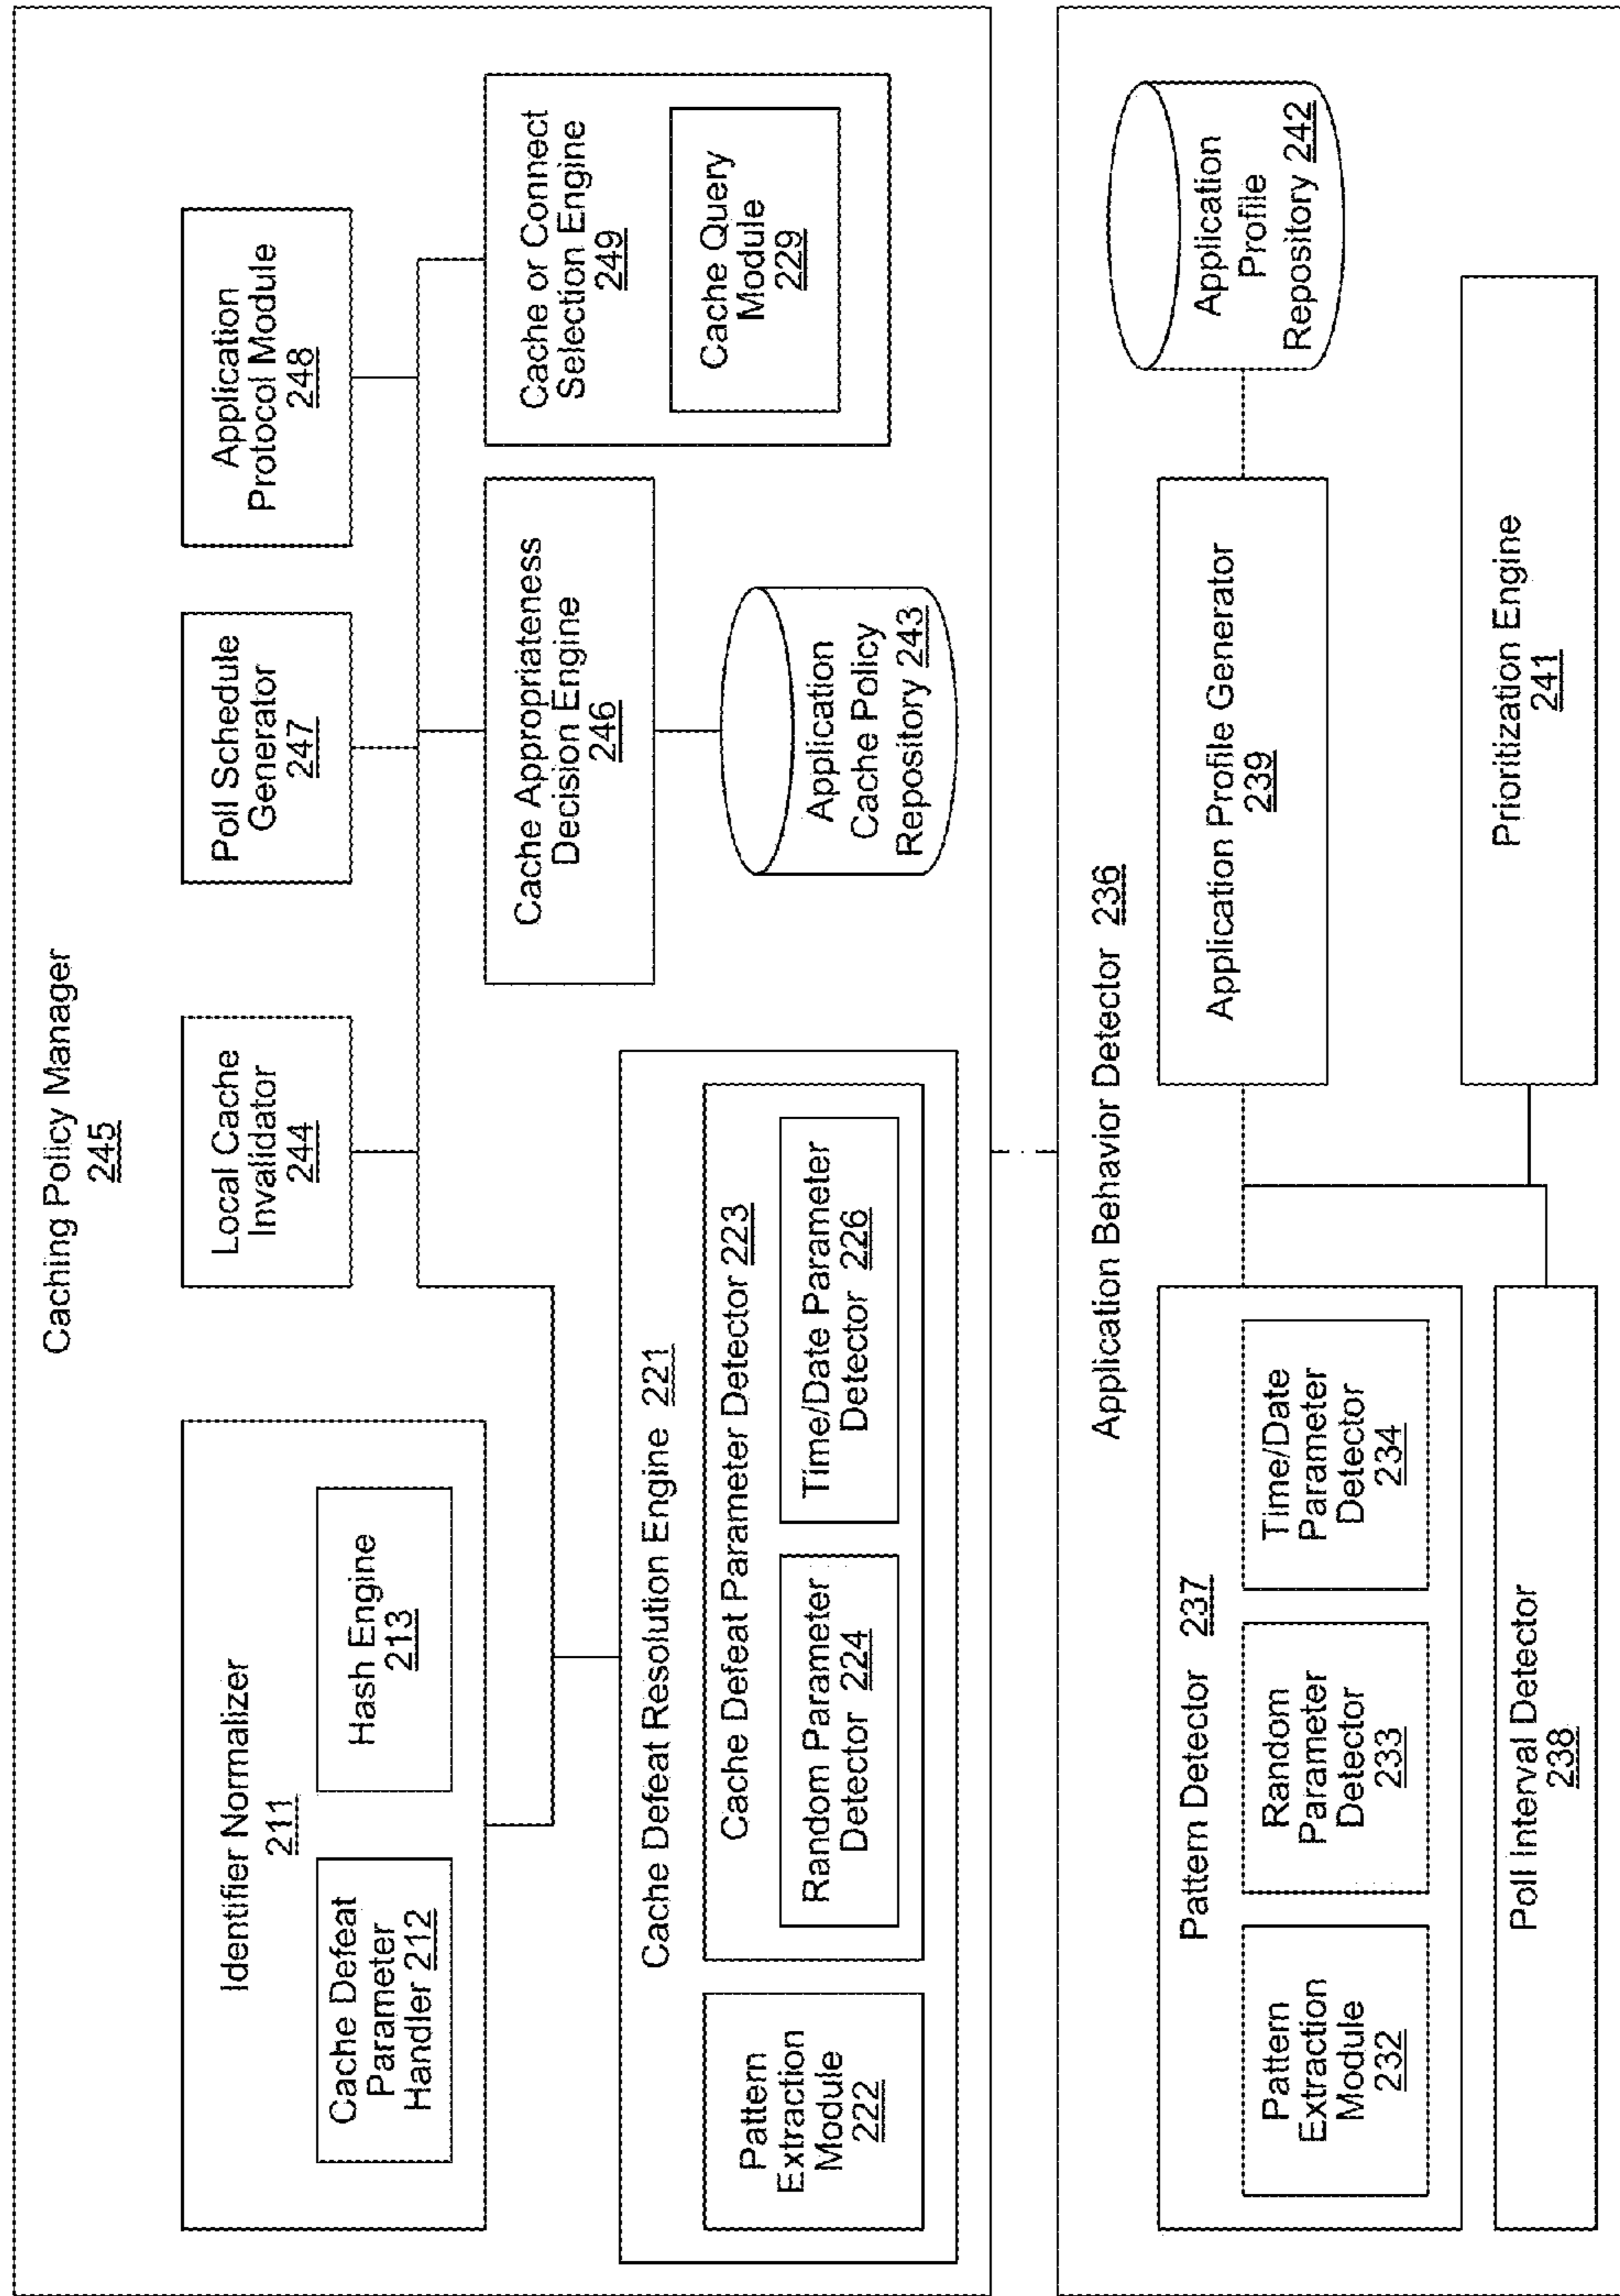 Caching Policy Manager
245
Identifier Normalizer
211
Cache Defeat
Parameter
Handler 212
Hash Engine
213
Local Cache
Invalidator
244
Poll Schedule
Generator
247
Application
Protocol Module
248
Cache Defeat Resolution Engine 221
Pattern
Extraction
Module
222
Cache Defeat Parameter Detector 223
Random Parameter
Detector 224
Time/Date Parameter
Detector 226
Cache Appropriateness
Decision Engine
246
Application
Cache Policy
Repository 243
Cache or Connect
Selection Engine
249
Cache Query
Module
229
Application Behavior Detector 236
Pattern Detector 237
Pattern
Extraction
Module
232
Random
Parameter
Detector
233
Time/Date
Parameter
Detector
234
Poll Interval Detector
238
Application Profile Generator
239
Application
Profile
Repository 242
Prioritization Engine
241